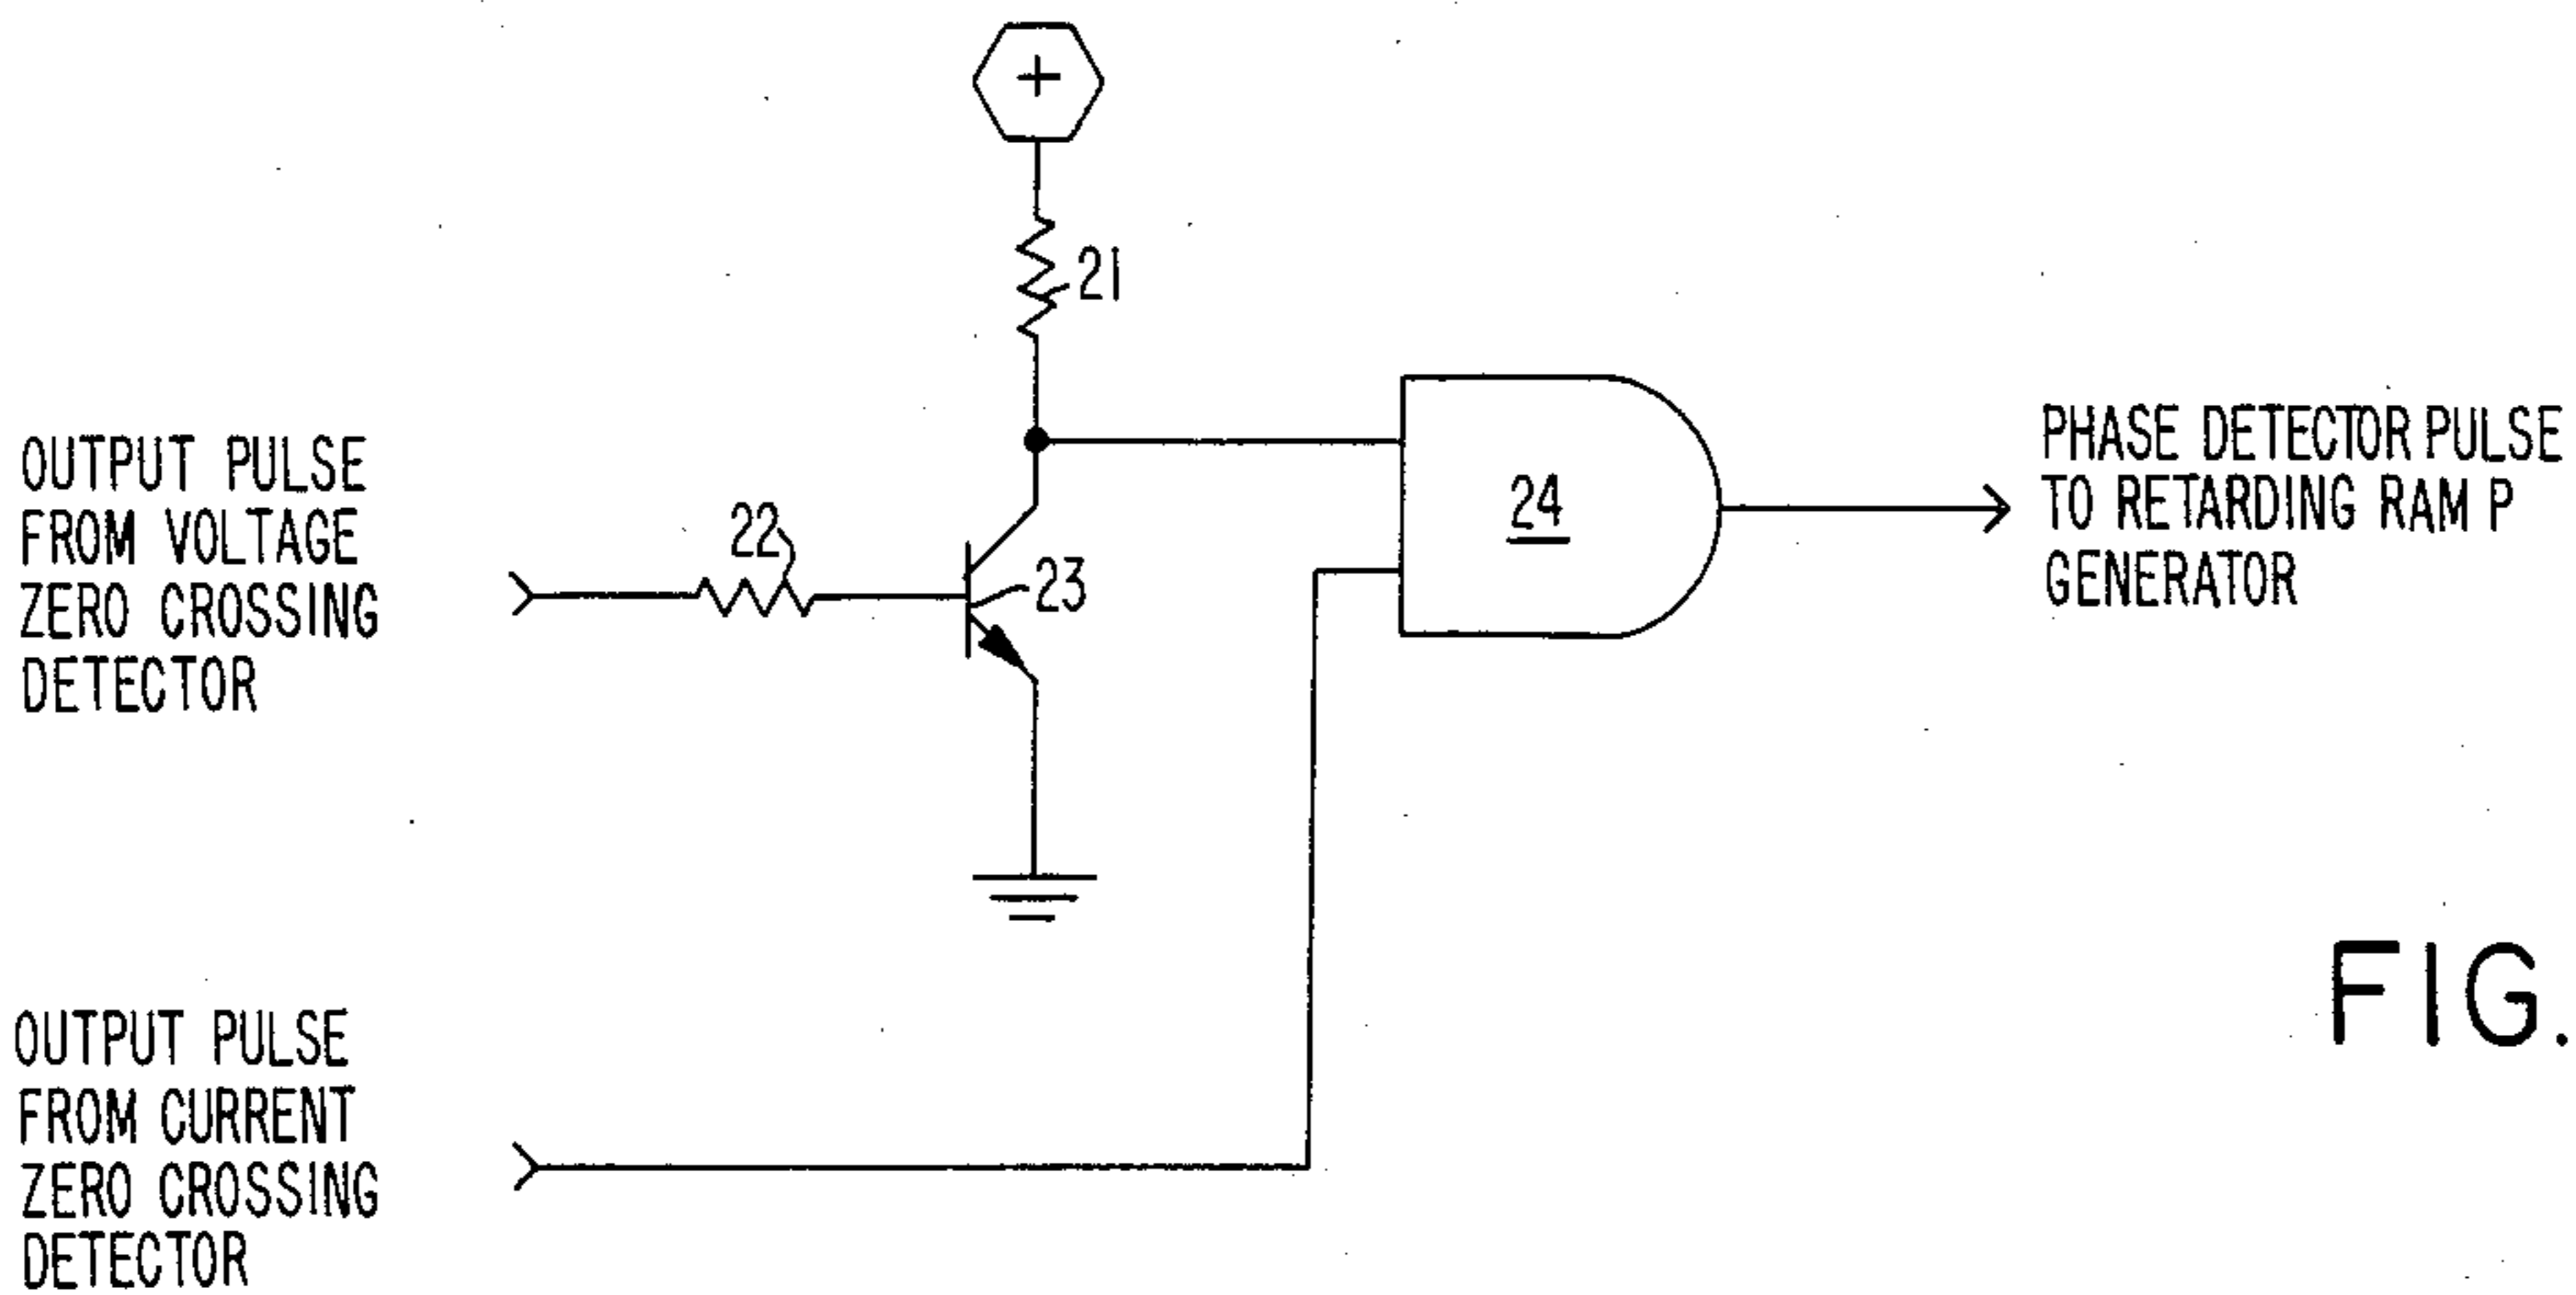 +
21
OUTPUT PULSE
FROM VOLTAGE
ZERO CROSSING
DETECTOR
22
23
24
PHASE DETECTOR PULSE
TO RETARDING RAM P
GENERATOR
FIG.
OUTPUT PULSE
FROM CURRENT
ZERO CROSSING
DETECTOR